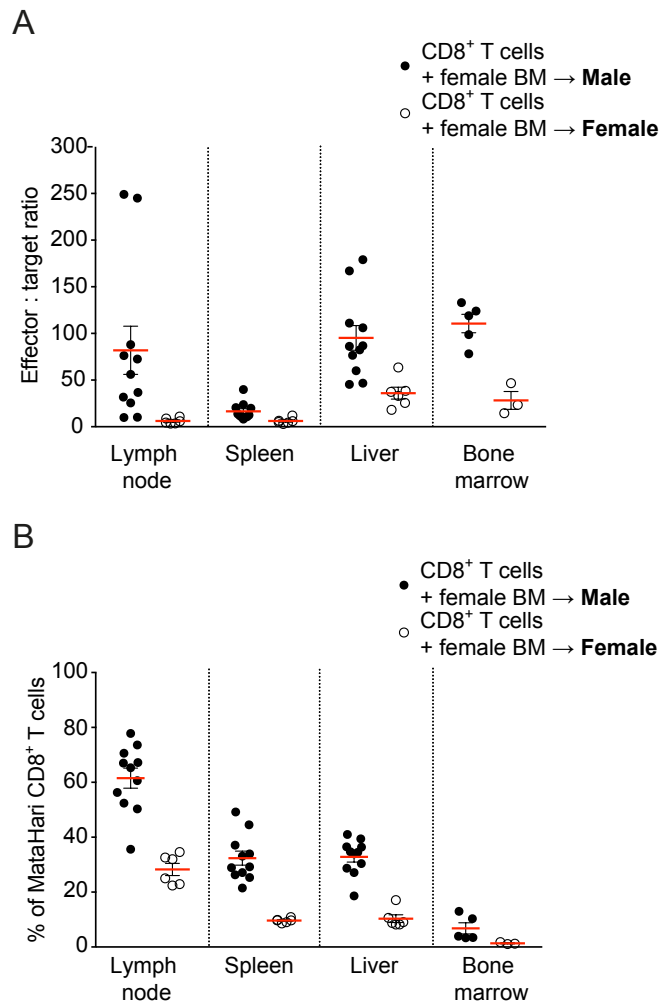 A
CD8⁺ T cells
+ female BM → Male
CD8⁺ T cells
+ female BM → Female
Effector : target ratio
300
250
200
150
100
50
0
Lymph node
Spleen
Liver
Bone marrow
B
CD8⁺ T cells
+ female BM → Male
CD8⁺ T cells
+ female BM → Female
% of MataHari CD8⁺ T cells
100
80
60
40
20
0
Lymph node
Spleen
Liver
Bone marrow